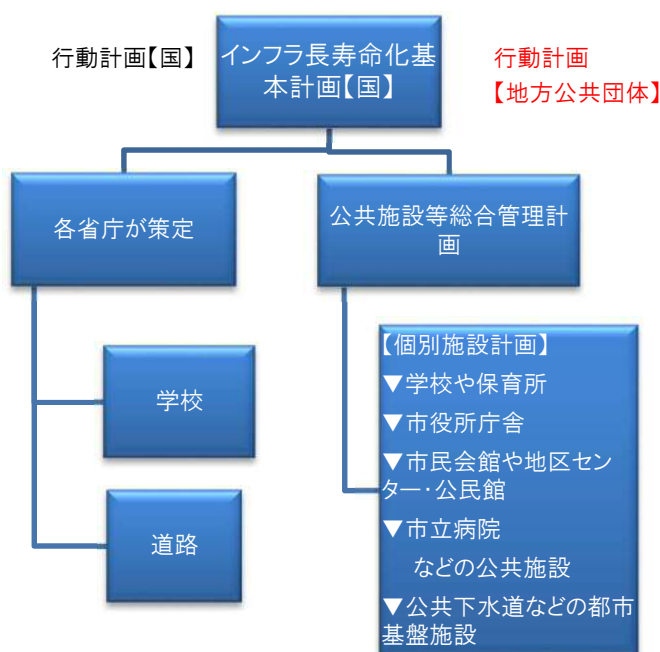 行動計画【国】
インフラ長寿命化基
本計画【国】
行動計画
【地方公共団体】
各省庁が策定
公共施設等総合管理計
画
学校
道路
【個別施設計画】
▼学校や保育所
▼市役所庁舎
▼市民会館や地区セン
ター・公民館
▼市立病院
などの公共施設
▼公共下水道などの都市
基盤施設